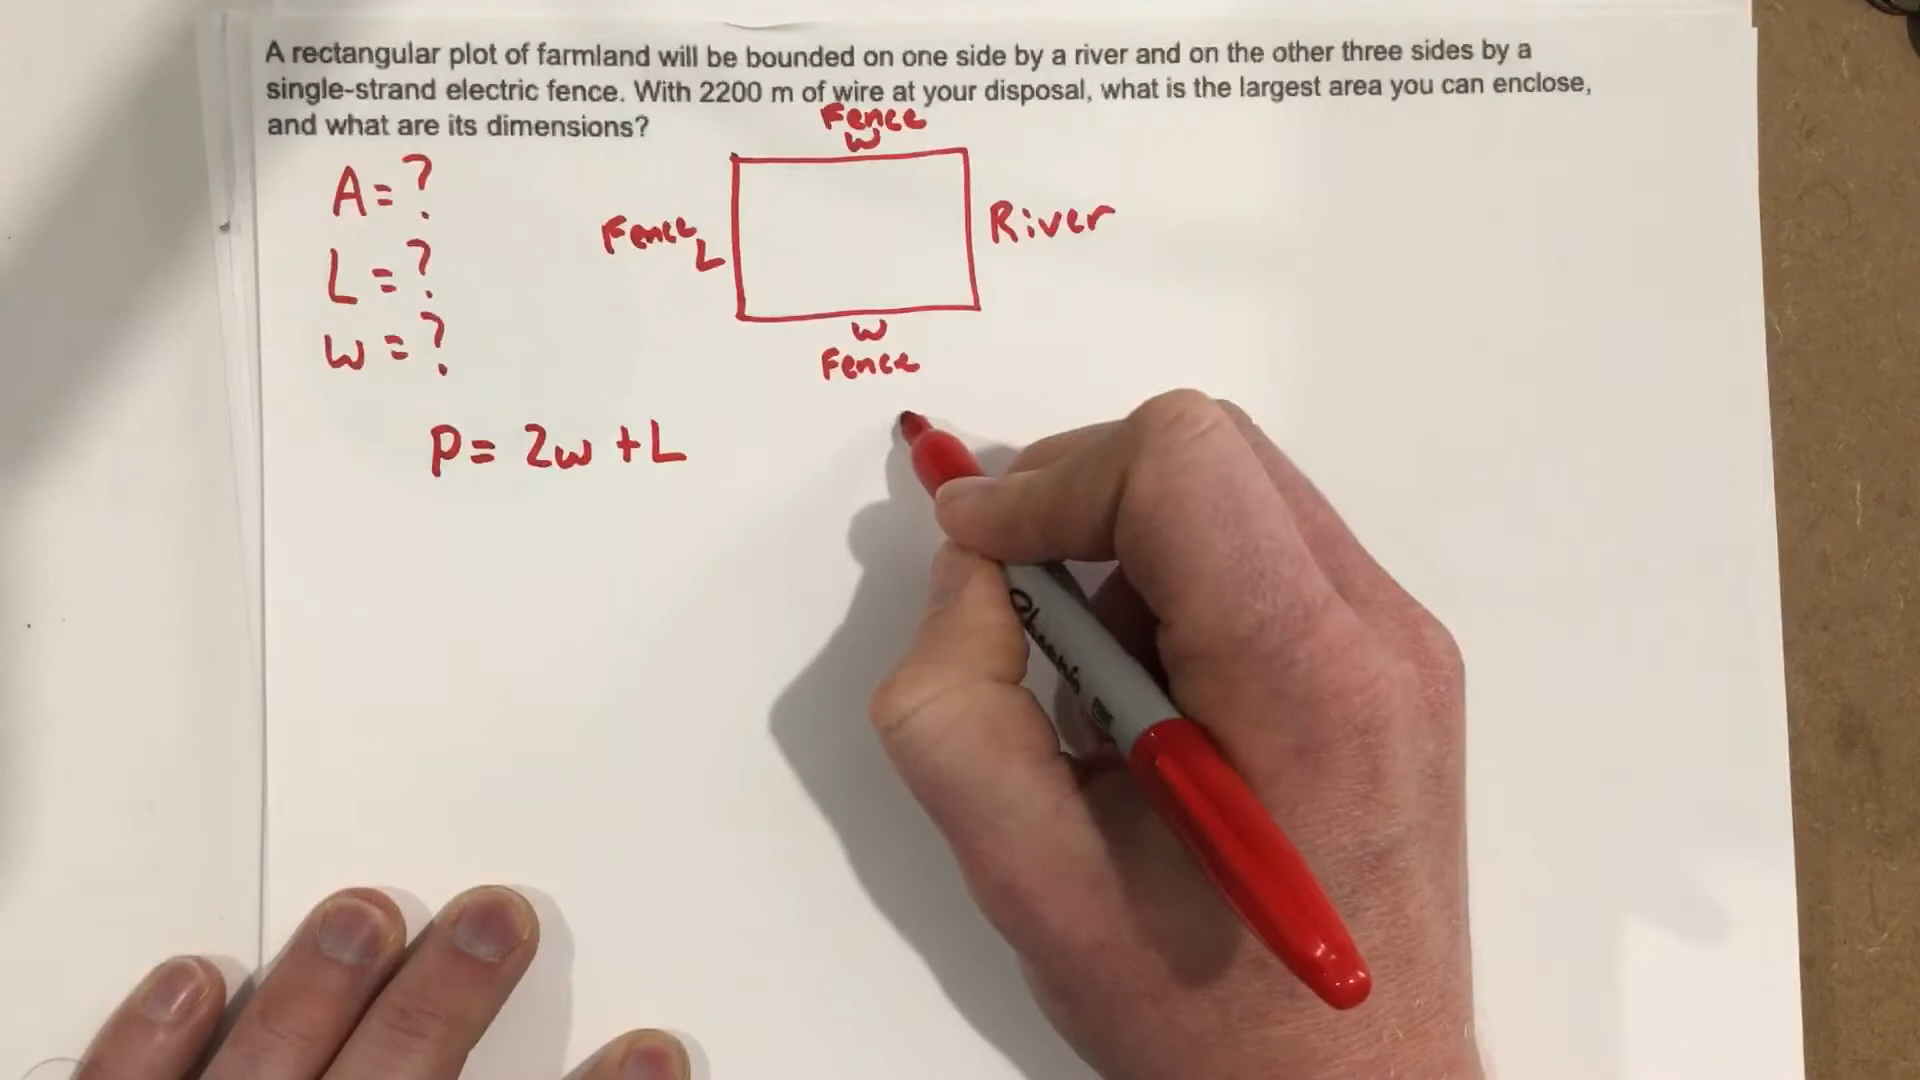 A rectangular plot of farmland will be bounded on one side by a river and on the other three sides by a
single-strand electric fence. With 2200 m of wire at your disposal, what is the largest area you can enclose,
and what are its dimensions?
Fence
W
A = ?
Fence
L
River
L = ?
W = ?
W
Fence
P = 2w + L
Sharpie